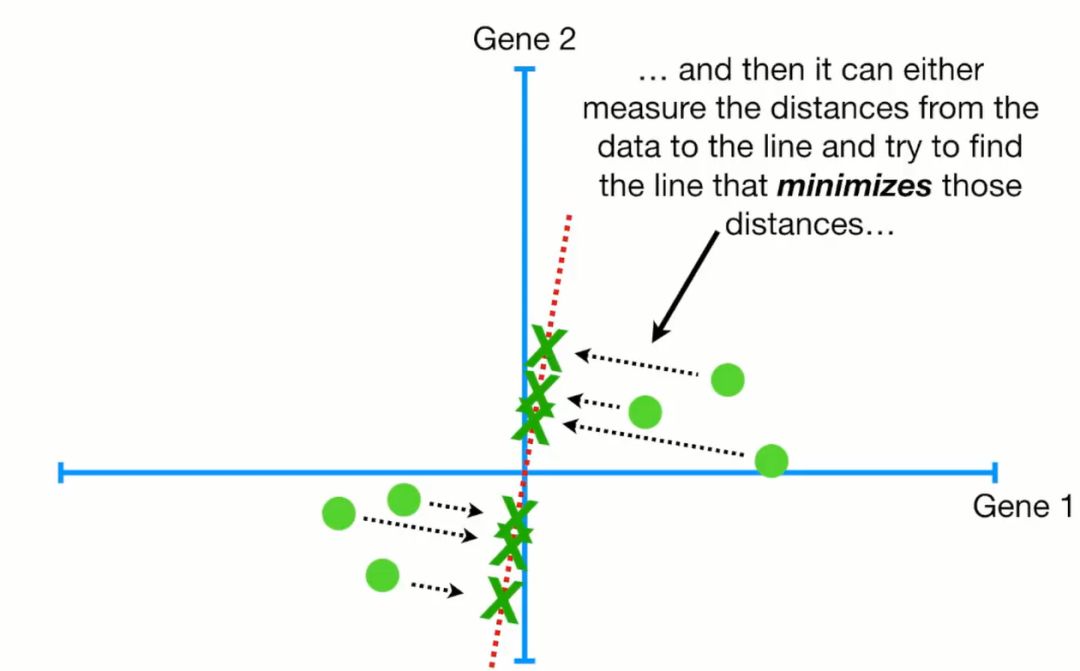 Gene 2
… and then it can either
measure the distances from the
data to the line and try to find
the line that minimizes those
distances…
Gene 1